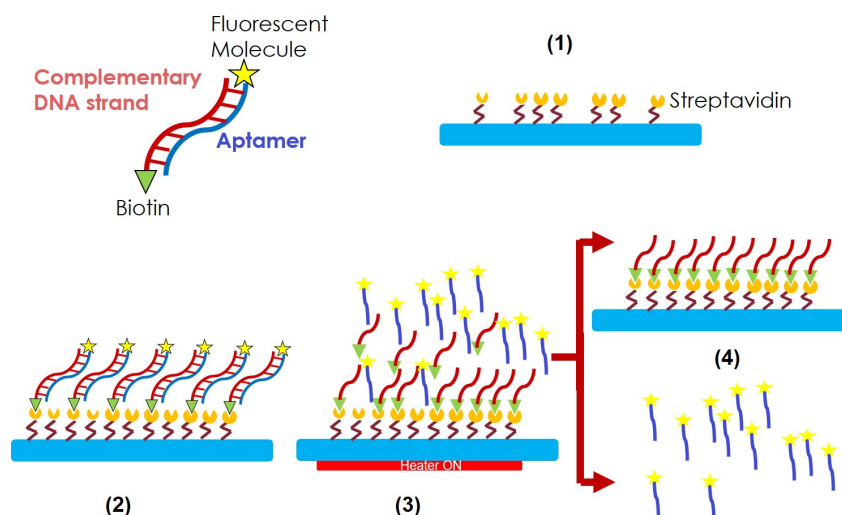 Fluorescent
Molecule
Complementary
DNA strand
Aptamer
Biotin
(1)
Streptavidin
(2)
Heater ON
(3)
(4)